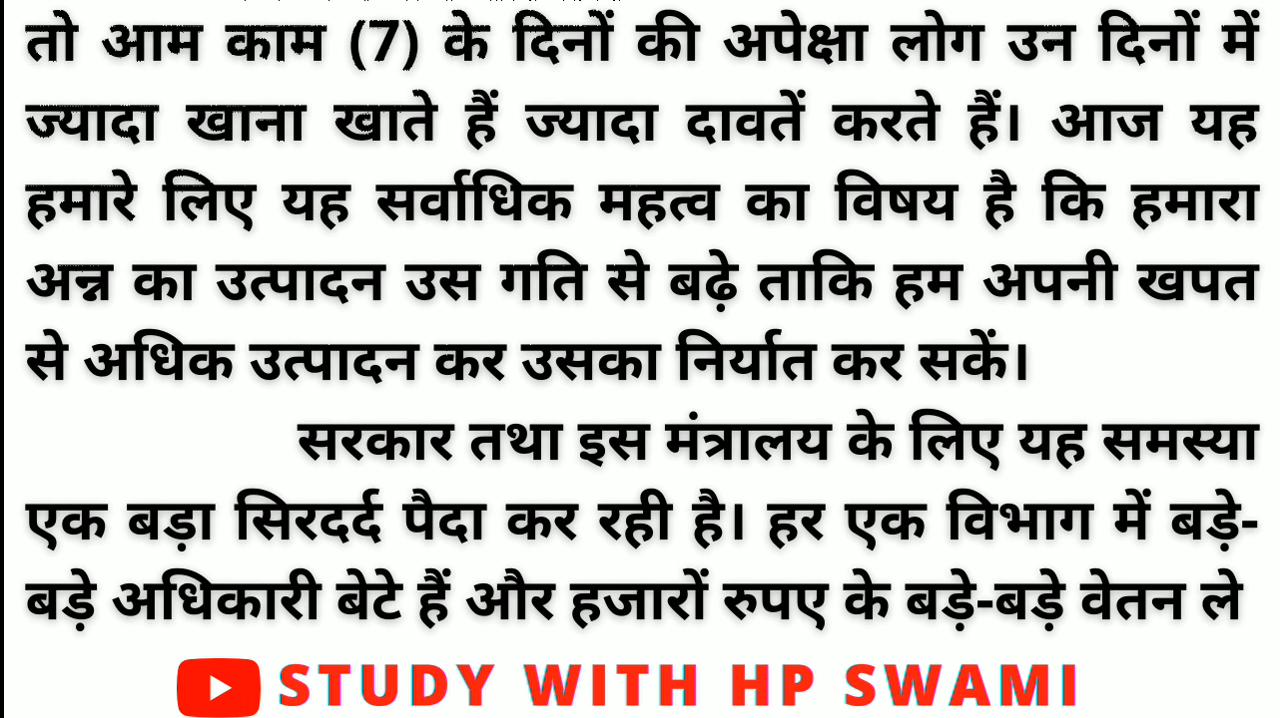 तो आम काम (7) के दिनों की अपेक्षा लोग उन दिनों में
ज्यादा खाना खाते हैं ज्यादा दावतें करते हैं। आज यह
हमारे लिए यह सर्वाधिक महत्व का विषय है कि हमारा
अन्न का उत्पादन उस गति से बढ़े ताकि हम अपनी खपत
से अधिक उत्पादन कर उसका निर्यात कर सकें।
सरकार तथा इस मंत्रालय के लिए यह समस्या
एक बड़ा सिरदर्द पैदा कर रही है। हर एक विभाग में बड़े-
बड़े अधिकारी बेटे हैं और हजारों रुपए के बड़े-बड़े वेतन ले
STUDY WITH HP SWAMI